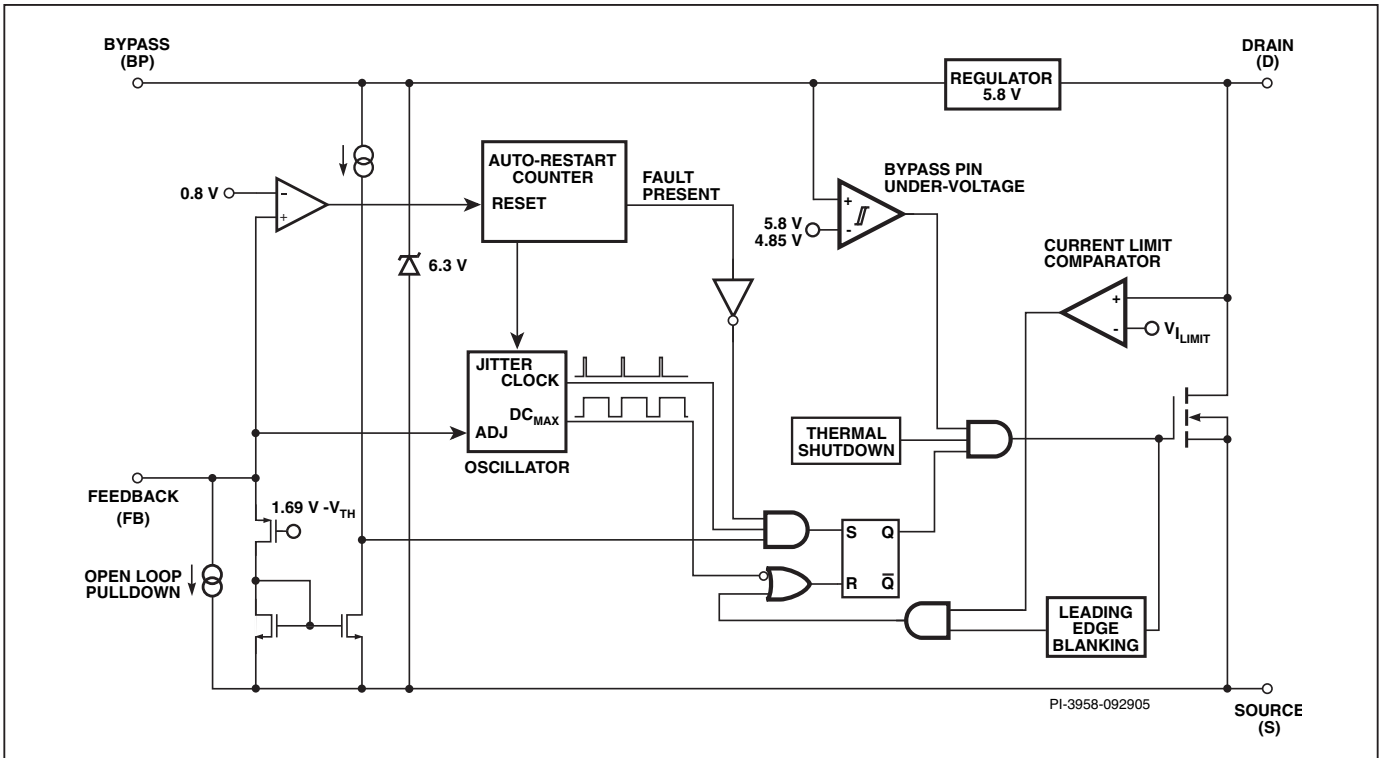 BYPASS
(BP)
DRAIN
(D)
REGULATOR
5.8 V
AUTO-RESTART
COUNTER
RESET
FAULT
PRESENT
0.8 V
-
+
6.3 V
BYPASS PIN
UNDER-VOLTAGE
+
-
5.8 V
4.85 V
CURRENT LIMIT
COMPARATOR
+
-
VI LIMIT
JITTER
CLOCK
DCMAX
ADJ
OSCILLATOR
THERMAL
SHUTDOWN
FEEDBACK
(FB)
1.69 V -VTH
OPEN LOOP
PULLDOWN
S Q
R Q̅
LEADING
EDGE
BLANKING
PI-3958-092905
SOURCE
(S)